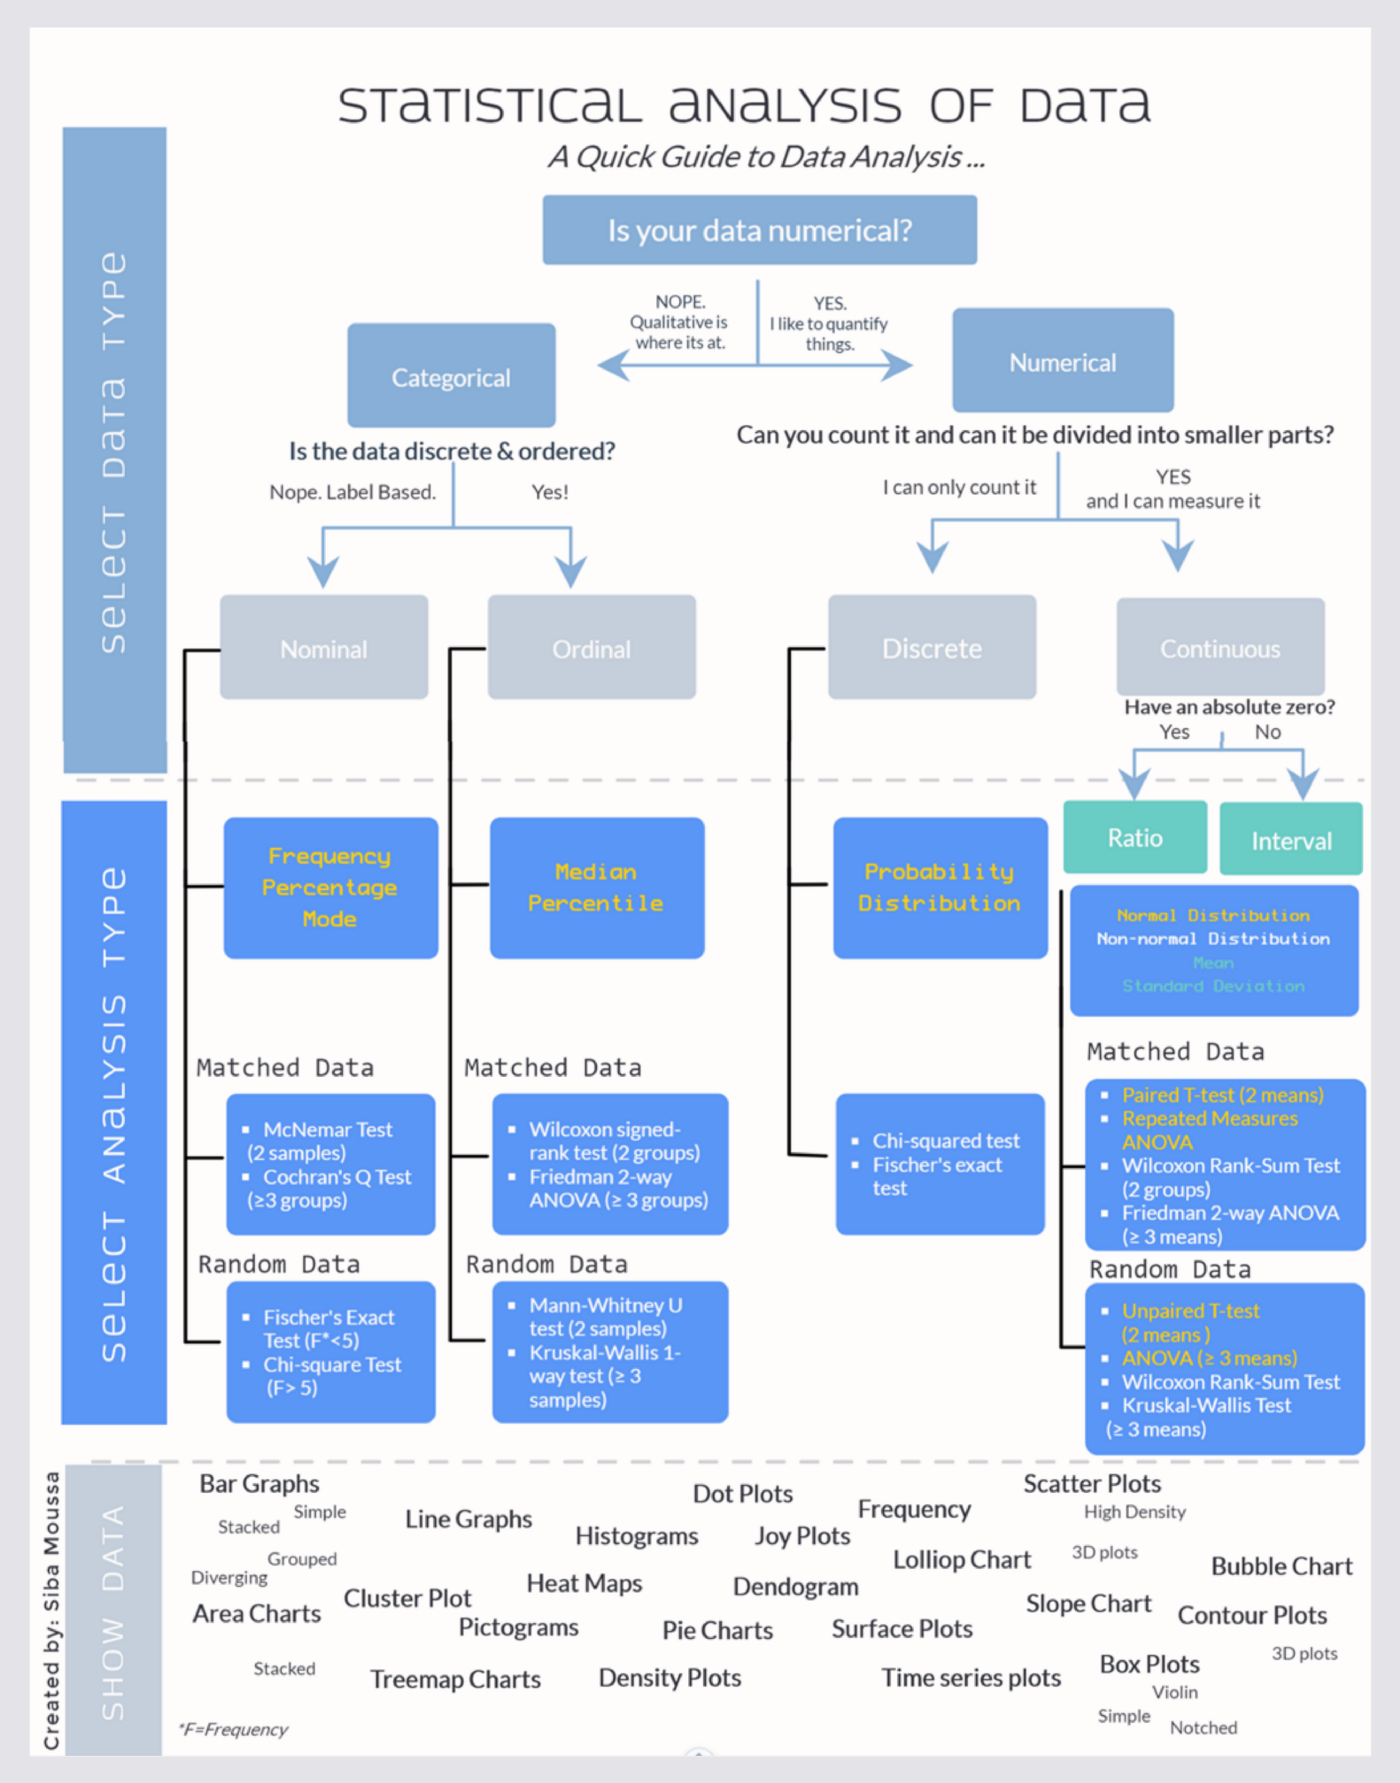 STATISTICAL ANALYSIS OF DATA
A Quick Guide to Data Analysis ...
SELECT DATA TYPE
Is your data numerical?
NOPE.
Qualitative is
where its at.
YES.
I like to quantify
things.
Categorical
Numerical
Is the data discrete & ordered?
Can you count it and can it be divided into smaller parts?
Nope. Label Based.
Yes!
I can only count it
YES
and I can measure it
Nominal
Ordinal
Discrete
Continuous
Have an absolute zero?
Yes
No
SELECT ANALYSIS TYPE
Ratio
Interval
Frequency
Percentage
Mode
Median
Percentile
Probability
Distribution
Normal Distribution
Non-normal Distribution
Mean
Standard Deviation
Matched Data
▪ McNemar Test
(2 samples)
▪ Cochran's Q Test
(≥3 groups)
Random Data
▪ Fischer's Exact
Test (F*<5)
▪ Chi-square Test
(F> 5)
Matched Data
▪ Wilcoxon signed-
rank test (2 groups)
▪ Friedman 2-way
ANOVA (≥ 3 groups)
Random Data
▪ Mann-Whitney U
test (2 samples)
▪ Kruskal-Wallis 1-
way test (≥ 3
samples)
▪ Chi-squared test
▪ Fischer's exact
test
Matched Data
▪ Paired T-test (2 means)
▪ Repeated Measures
ANOVA
▪ Wilcoxon Rank-Sum Test
(2 groups)
▪ Friedman 2-way ANOVA
(≥ 3 means)
Random Data
▪ Unpaired T-test
(2 means )
▪ ANOVA (≥ 3 means)
▪ Wilcoxon Rank-Sum Test
▪ Kruskal-Wallis Test
(≥ 3 means)
Created by: Siba Moussa
SHOW DATA
Bar Graphs
Simple
Stacked
Grouped
Diverging
Area Charts
Stacked
Line Graphs
Cluster Plot
Pictograms
Treemap Charts
Histograms
Heat Maps
Dot Plots
Joy Plots
Dendogram
Pie Charts
Density Plots
Frequency
Lolliop Chart
Surface Plots
Time series plots
Scatter Plots
High Density
3D plots
Bubble Chart
Slope Chart
Contour Plots
3D plots
Box Plots
Violin
Simple
Notched
*F=Frequency